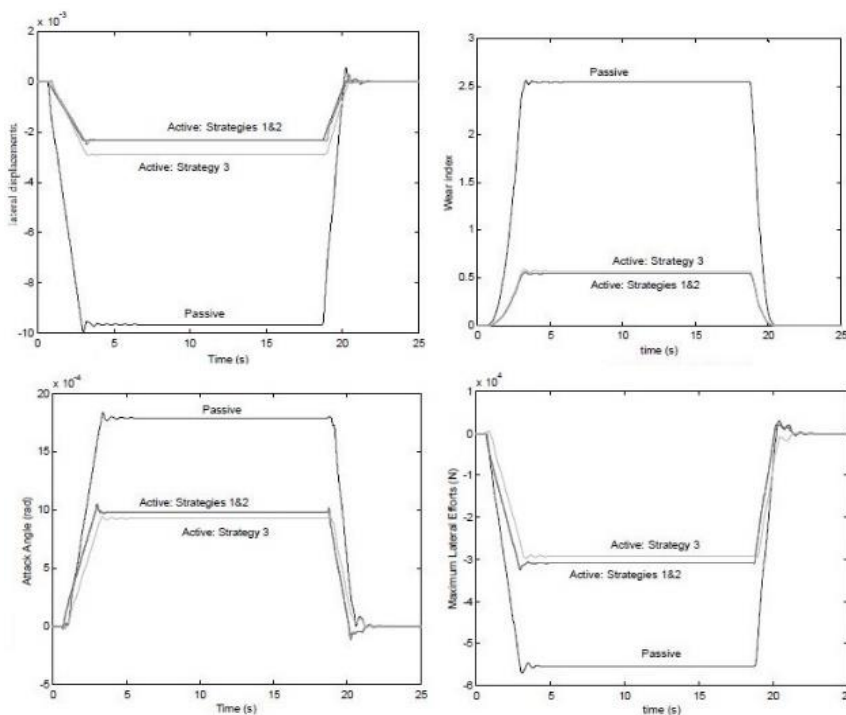 x 10⁻³
2
0
-2
-4
-6
-8
-10
lateral displacements
Active: Strategies 1&2
Active: Strategy 3
Passive
0 5 10 15 20 25
Time (s)
3
2.5
2
1.5
1
0.5
0
Wear index
Passive
Active: Strategy 3
Active: Strategies 1&2
0 5 10 15 20 25
time (s)
x 10⁻⁴
20
15
10
5
0
-5
Attack Angle (rad)
Passive
Active: Strategies 1&2
Active: Strategy 3
0 5 10 15 20 25
Time (s)
x 10⁴
1
0
-1
-2
-3
-4
-5
-6
Maximum Lateral Efforts (N)
Active: Strategy 3
Active: Strategies 1&2
Passive
0 5 10 15 20 25
time (s)